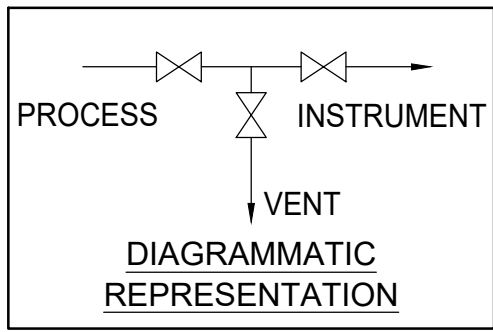 PROCESS
INSTRUMENT
VENT
DIAGRAMMATIC
REPRESENTATION